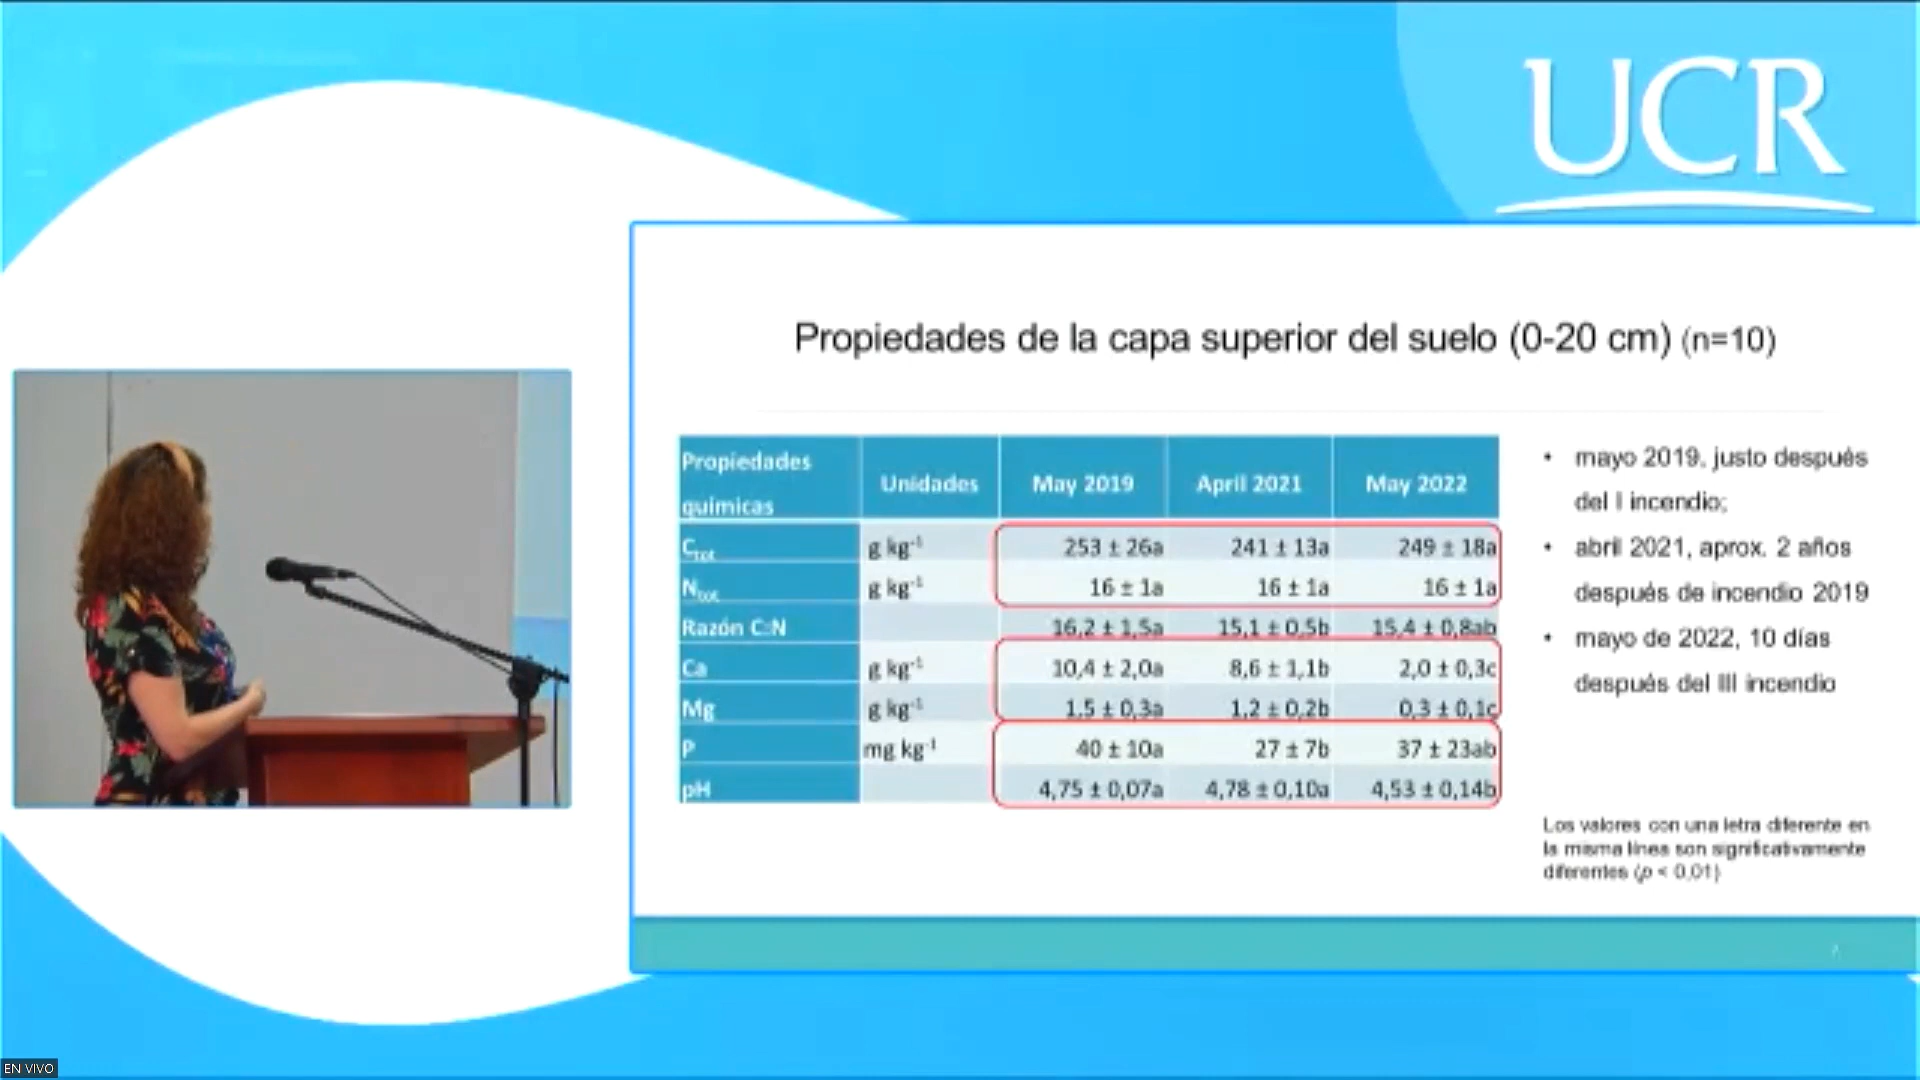 UCR
Propiedades de la capa superior del suelo (0-20 cm) (n=10)
Propiedades químicas Unidades May 2019 April 2021 May 2022
Ctot g kg-1 253 ± 26a 241 ± 13a 249 ± 18a
Ntot g kg-1 16 ± 1a 16 ± 1a 16 ± 1a
Razón C:N 16,2 ± 1,5a 15,1 ± 0,5b 15,4 ± 0,8ab
Ca g kg-1 10,4 ± 2,0a 8,6 ± 1,1b 2,0 ± 0,3c
Mg g kg-1 1,5 ± 0,3a 1,2 ± 0,2b 0,3 ± 0,1c
P mg kg-1 40 ± 10a 27 ± 7b 37 ± 23ab
pH 4,75 ± 0,07a 4,78 ± 0,10a 4,53 ± 0,14b
• mayo 2019, justo después
del I incendio;
• abril 2021, aprox. 2 años
después de incendio 2019
• mayo de 2022, 10 días
después del III incendio
Los valores con una letra diferente en
la misma línea son significativamente
diferentes (p < 0,01)
EN VIVO